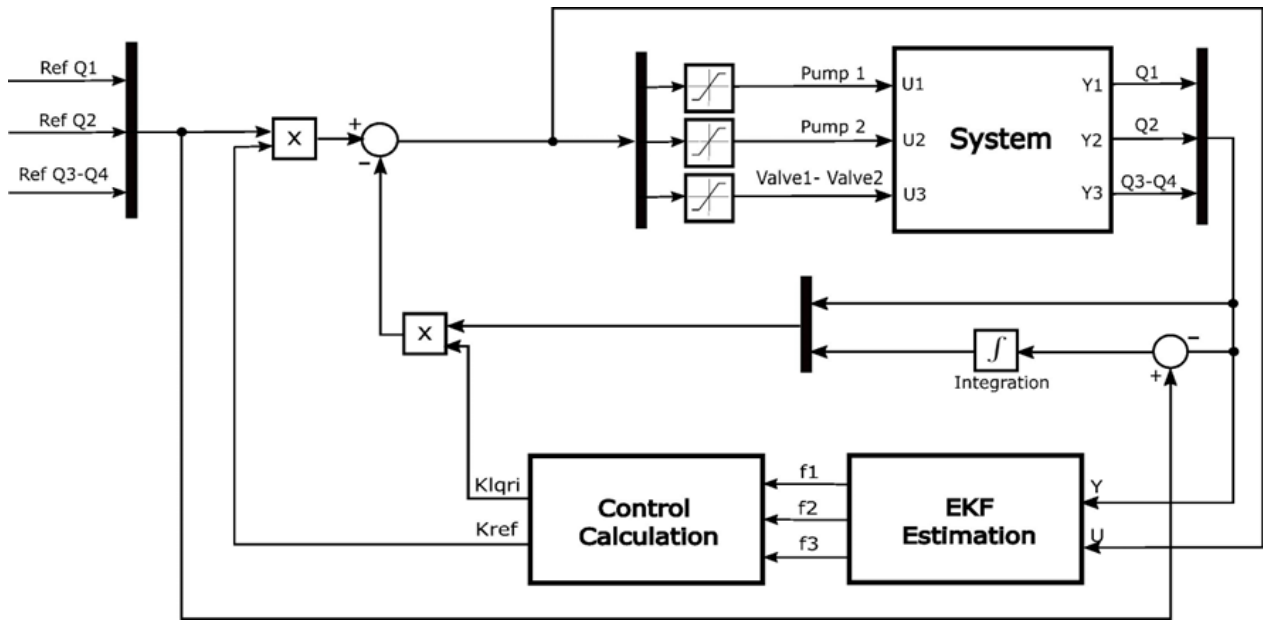 Ref Q1
Ref Q2
Ref Q3-Q4
X
+
-
Pump 1
Pump 2
Valve1- Valve2
U1
U2
U3
System
Y1
Y2
Y3
Q1
Q2
Q3-Q4
X
∫
Integration
-
+
Klqri
Kref
Control
Calculation
f1
f2
f3
EKF
Estimation
Y
U